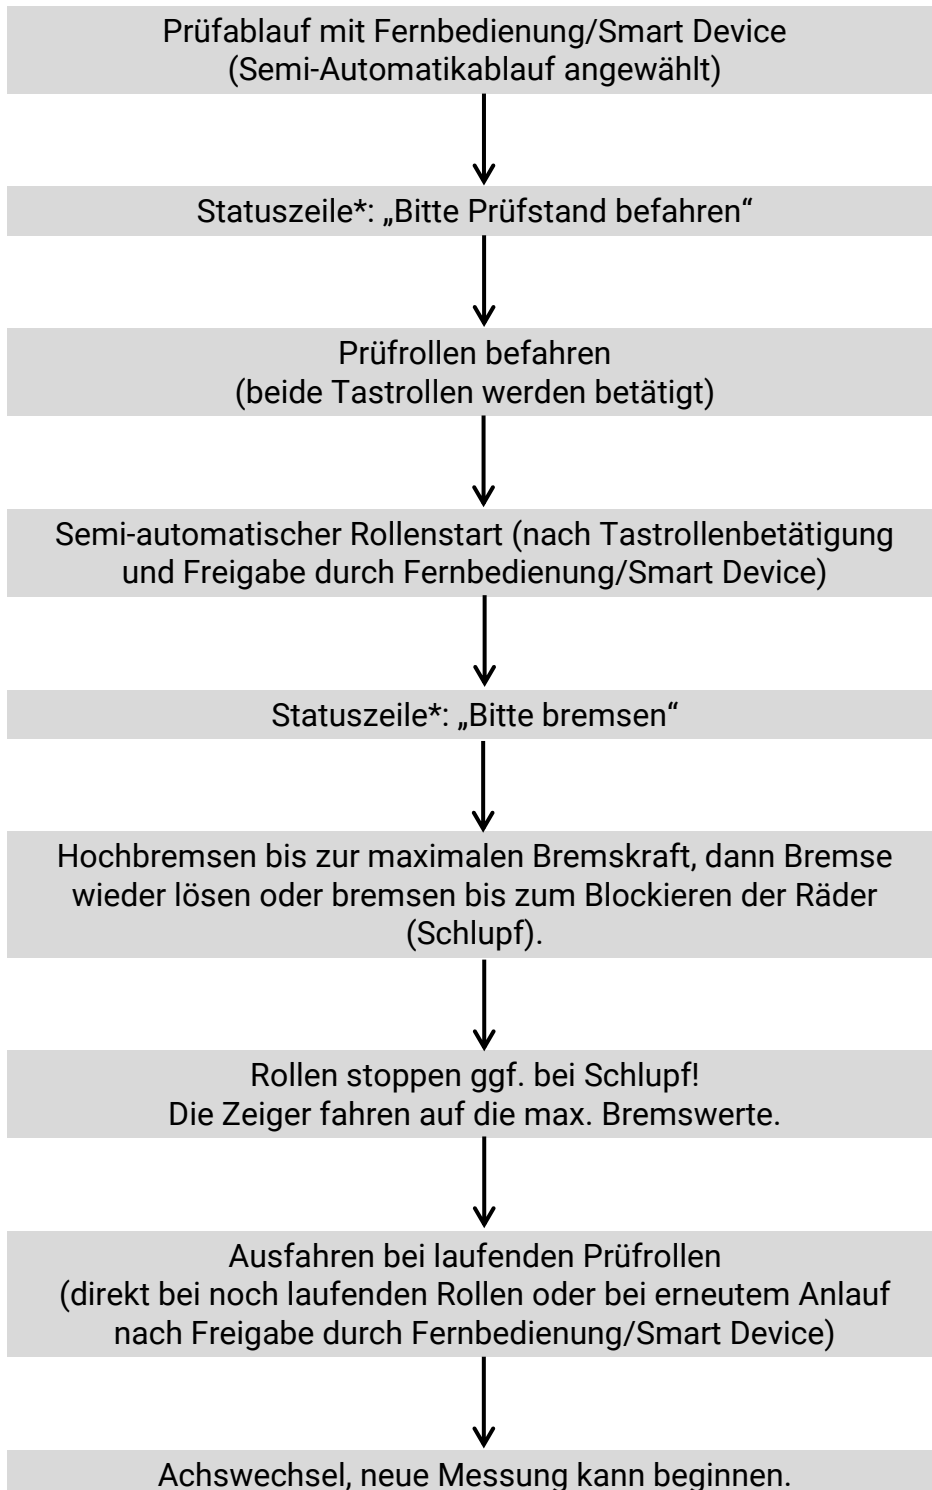 Prüfablauf mit Fernbedienung/Smart Device
(Semi-Automatikablauf angewählt)
Statuszeile*: „Bitte Prüfstand befahren“
Prüfrollen befahren
(beide Tastrollen werden betätigt)
Semi-automatischer Rollenstart (nach Tastrollenbetätigung
und Freigabe durch Fernbedienung/Smart Device)
Statuszeile*: „Bitte bremsen“
Hochbremsen bis zur maximalen Bremskraft, dann Bremse
wieder lösen oder bremsen bis zum Blockieren der Räder
(Schlupf).
Rollen stoppen ggf. bei Schlupf!
Die Zeiger fahren auf die max. Bremswerte.
Ausfahren bei laufenden Prüfrollen
(direkt bei noch laufenden Rollen oder bei erneutem Anlauf
nach Freigabe durch Fernbedienung/Smart Device)
Achswechsel, neue Messung kann beginnen.